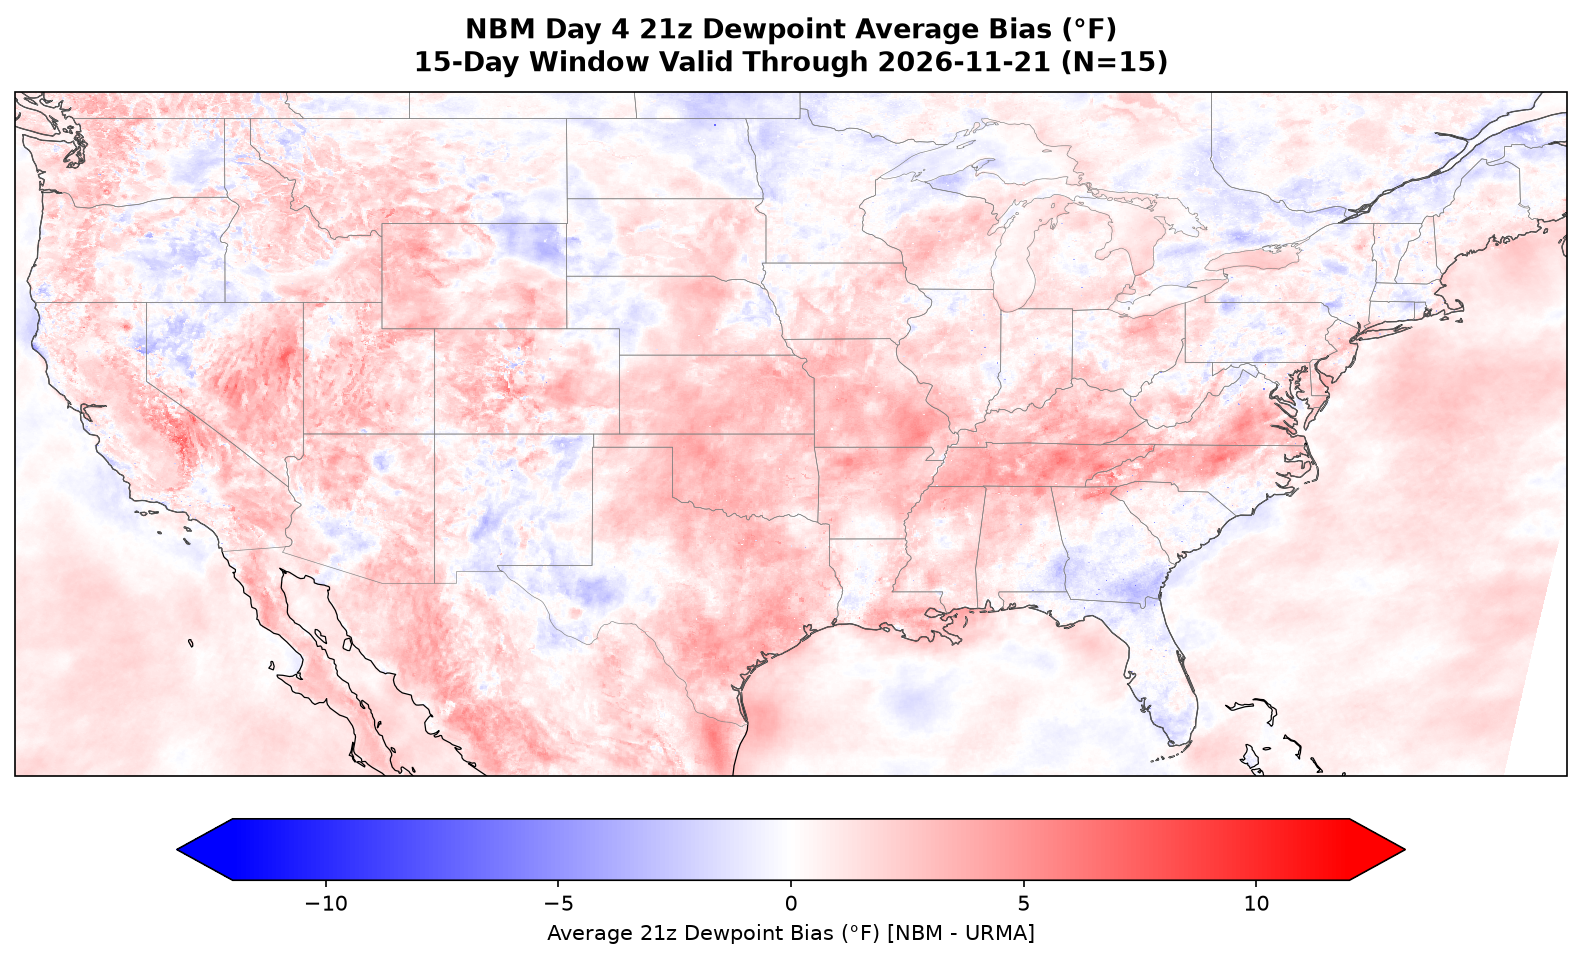 NBM Day 4 21z Dewpoint Average Bias (°F)
15-Day Window Valid Through 2026-11-21 (N=15)
−10 −5 0 5 10
Average 21z Dewpoint Bias (°F) [NBM - URMA]